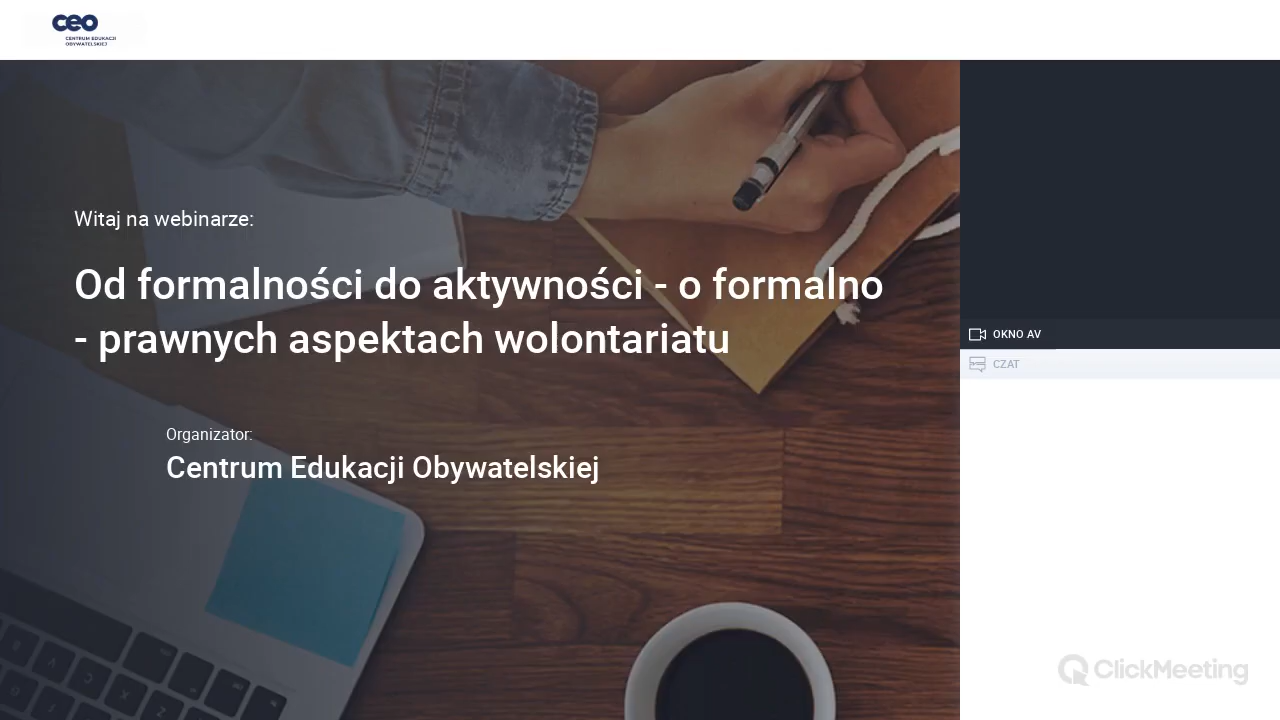 ceo
CENTRUM EDUKACJI
OBYWATELSKIEJ
Witaj na webinarze:
Od formalności do aktywności - o formalno
- prawnych aspektach wolontariatu
Organizator:
Centrum Edukacji Obywatelskiej
OKNO AV
CZAT
ClickMeeting